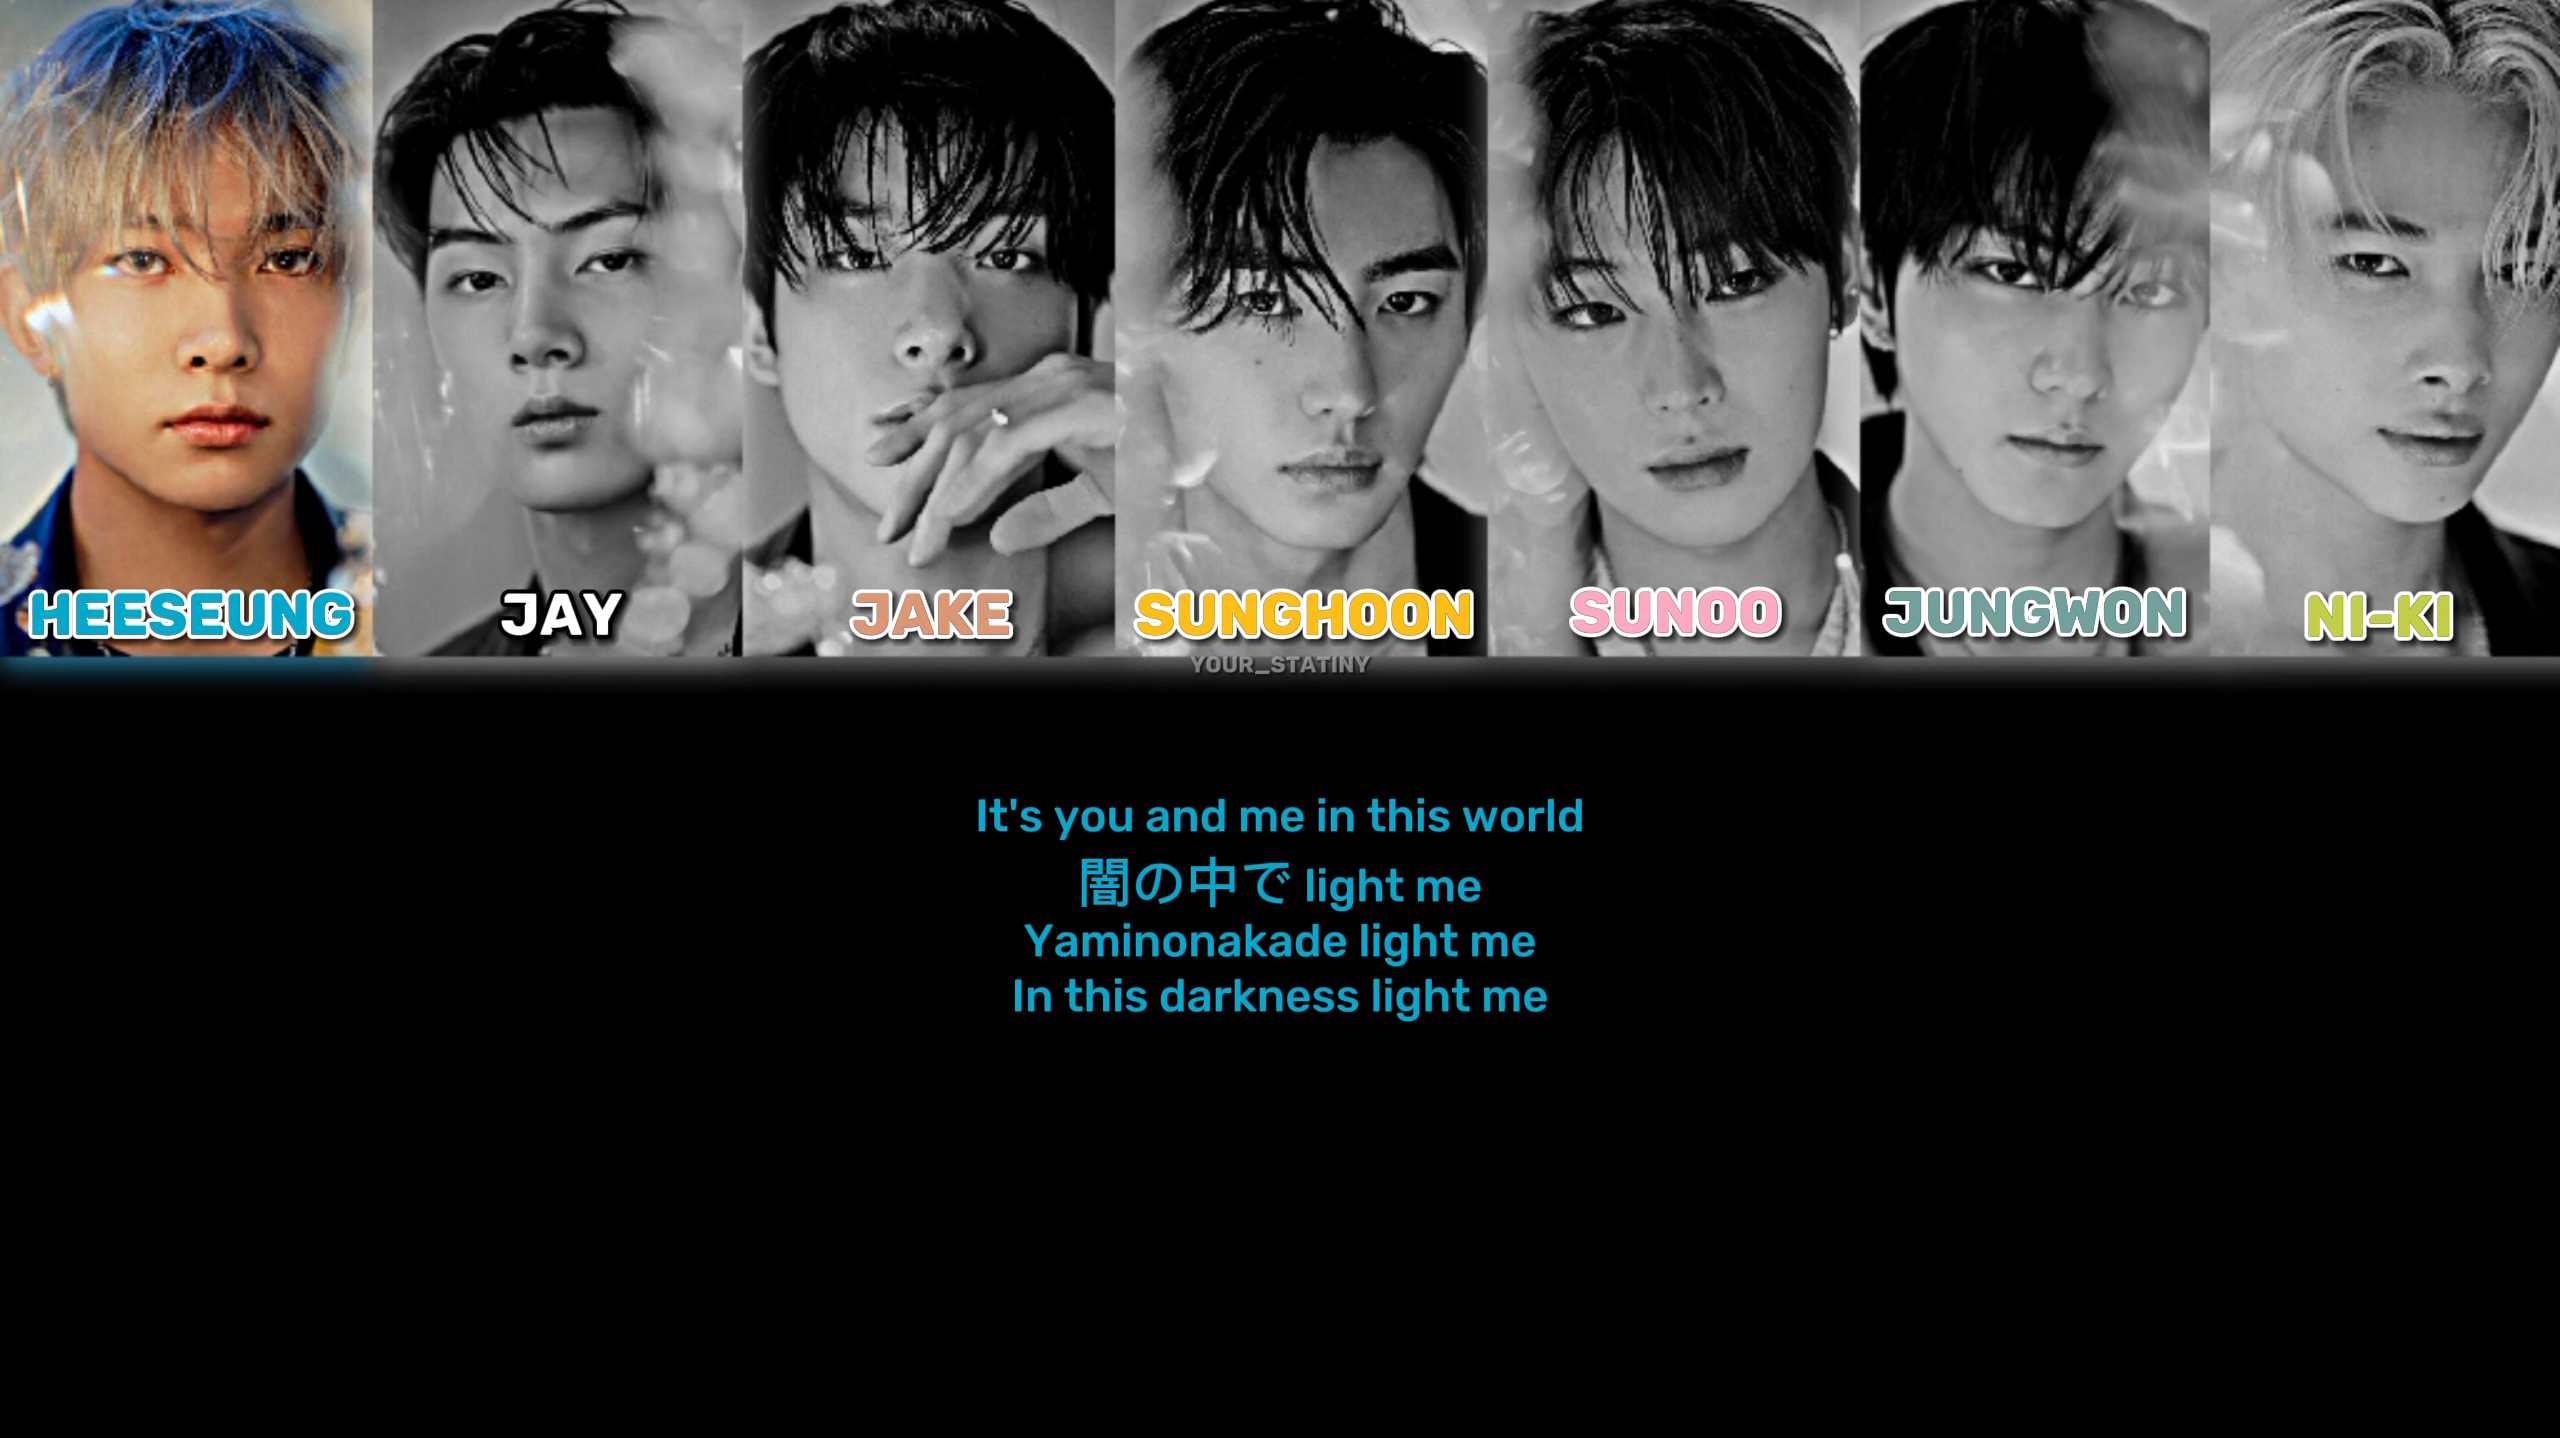 HEESEUNG
JAY
JAKE
SUNGHOON
SUNOO
JUNGWON
NI-KI
YOUR_STATINY
It's you and me in this world
闇の中で light me
Yaminonakade light me
In this darkness light me